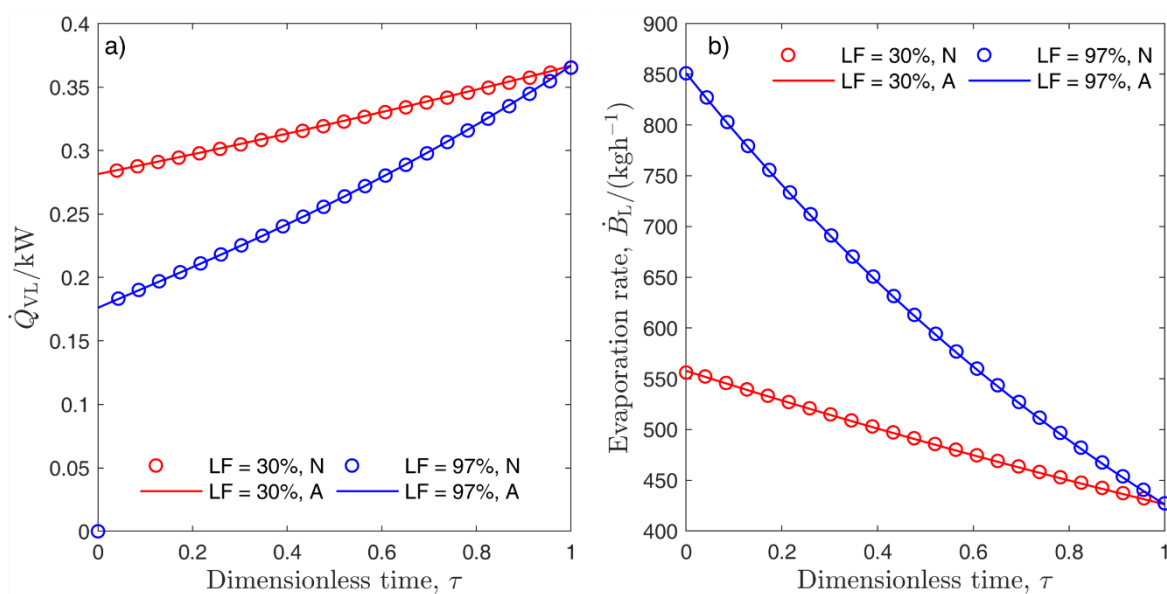 a)
0.4
0.35
0.3
0.25
0.2
0.15
0.1
0.05
0
Q̇VL/kW
LF = 30%, N LF = 97%, N
LF = 30%, A LF = 97%, A
0 0.2 0.4 0.6 0.8 1
Dimensionless time, τ
b)
LF = 30%, N LF = 97%, N
LF = 30%, A LF = 97%, A
900
850
800
750
700
650
600
550
500
450
400
Evaporation rate, ḂL/(kgh−1)
0 0.2 0.4 0.6 0.8 1
Dimensionless time, τ